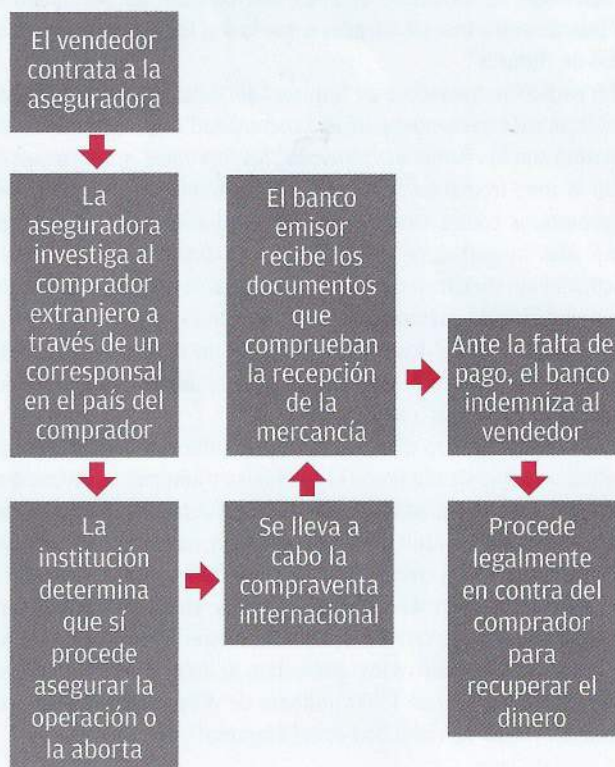 El vendedor
contrata a la
aseguradora
La
aseguradora
investiga al
comprador
extranjero a
través de un
corresponsal
en el país del
comprador
La
institución
determina
que sí
procede
asegurar la
operación o
la aborta
Se lleva a
cabo la
compraventa
internacional
El banco
emisor
recibe los
documentos
que
comprueban
la recepción
de la
mercancía
Ante la falta de
pago, el banco
indemniza al
vendedor
Procede
legalmente
en contra del
comprador
para
recuperar el
dinero